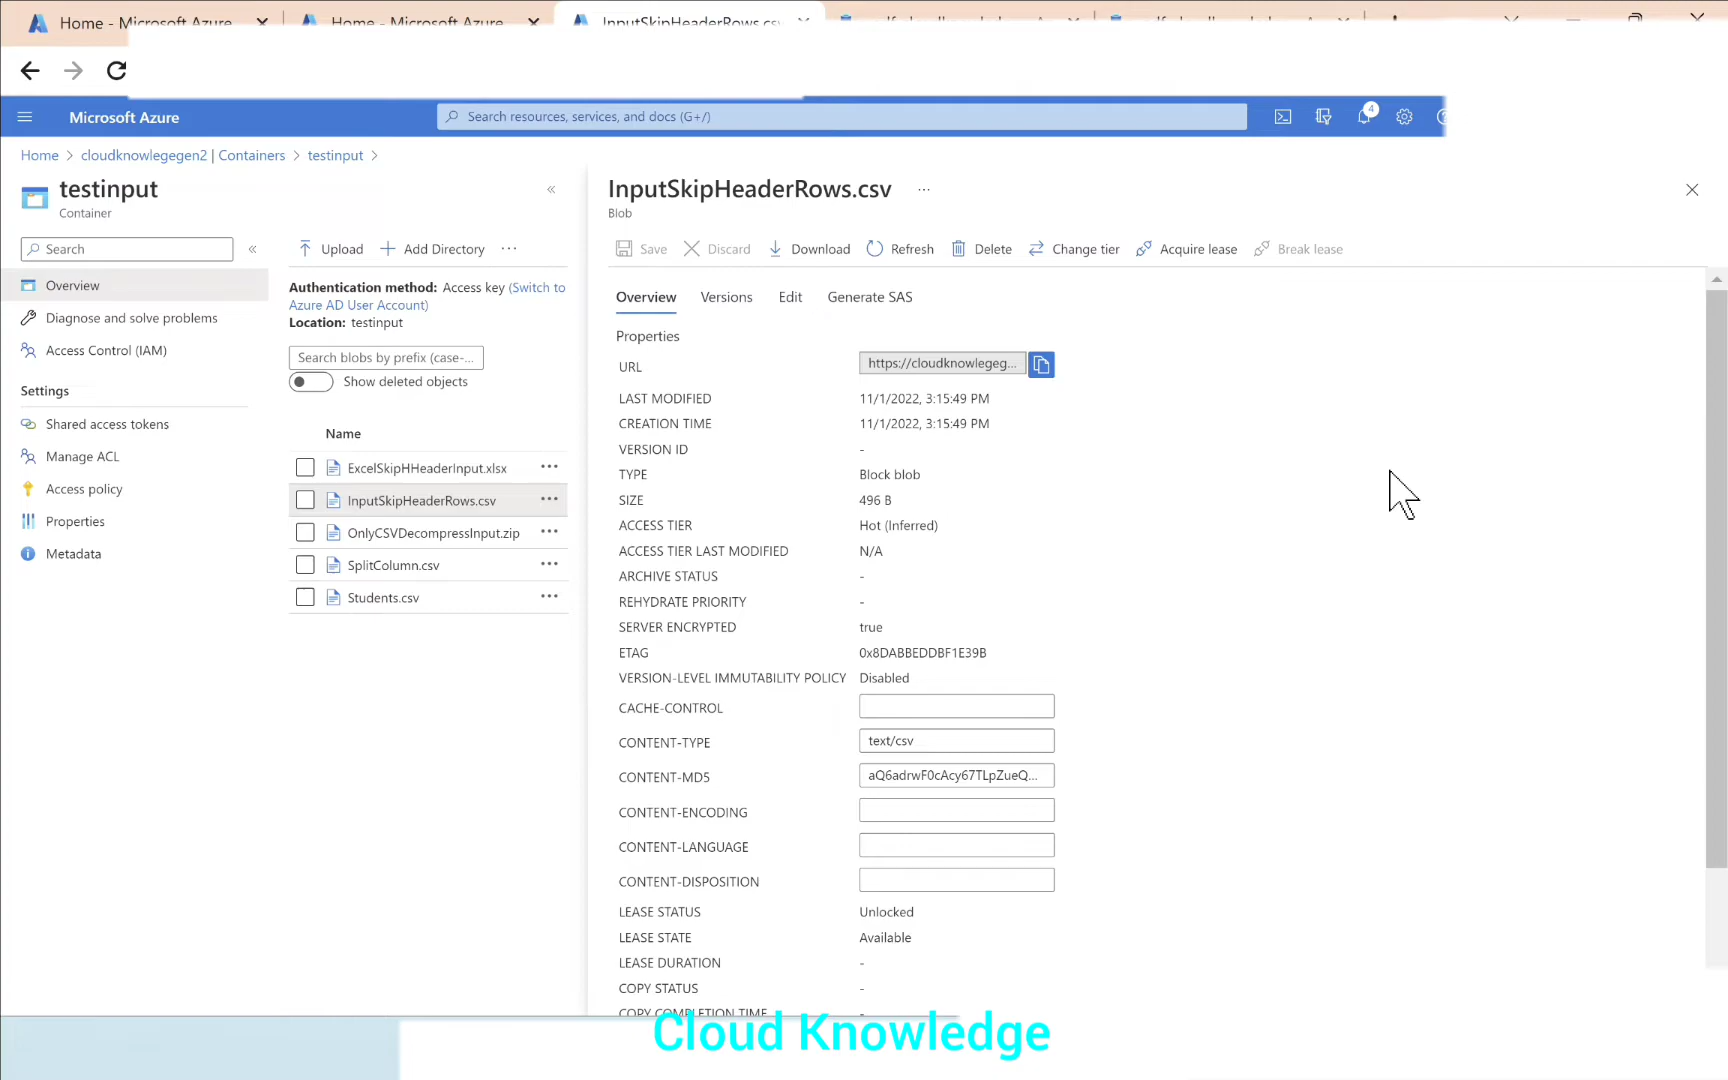 Home - Microsoft Azure
Home - Microsoft Azure
InputSkipHeaderRows.csv
Microsoft Azure
Search resources, services, and docs (G+/)
4
Home > cloudknowlegegen2 | Containers > testinput >
testinput
Container
«
Search
«
Overview
Diagnose and solve problems
Access Control (IAM)
Settings
Shared access tokens
Manage ACL
Access policy
Properties
Metadata
Upload
Add Directory
···
Authentication method: Access key (Switch to
Azure AD User Account)
Location: testinput
Search blobs by prefix (case-...
Show deleted objects
Name
ExcelSkipHHeaderInput.xlsx ···
InputSkipHeaderRows.csv ···
OnlyCSVDecompressInput.zip ···
SplitColumn.csv ···
Students.csv ···
InputSkipHeaderRows.csv ···
Blob
Save Discard Download Refresh Delete Change tier Acquire lease Break lease
Overview Versions Edit Generate SAS
Properties
URL https://cloudknowlegeg...
LAST MODIFIED 11/1/2022, 3:15:49 PM
CREATION TIME 11/1/2022, 3:15:49 PM
VERSION ID -
TYPE Block blob
SIZE 496 B
ACCESS TIER Hot (Inferred)
ACCESS TIER LAST MODIFIED N/A
ARCHIVE STATUS -
REHYDRATE PRIORITY -
SERVER ENCRYPTED true
ETAG 0x8DABBEDDBF1E39B
VERSION-LEVEL IMMUTABILITY POLICY Disabled
CACHE-CONTROL
CONTENT-TYPE text/csv
CONTENT-MD5 aQ6adrwF0cAcy67TLpZueQ...
CONTENT-ENCODING
CONTENT-LANGUAGE
CONTENT-DISPOSITION
LEASE STATUS Unlocked
LEASE STATE Available
LEASE DURATION -
COPY STATUS -
COPY COMPLETION TIME -
Cloud Knowledge